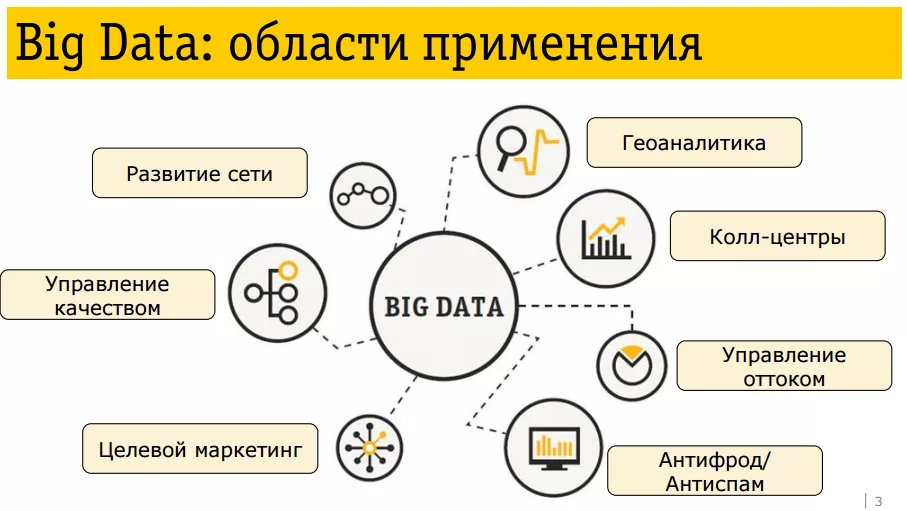 Big Data: области применения
Геоаналитика
Развитие сети
Колл-центры
Управление
качеством
BIG DATA
Управление
оттоком
Целевой маркетинг
Антифрод/
Антиспам
3